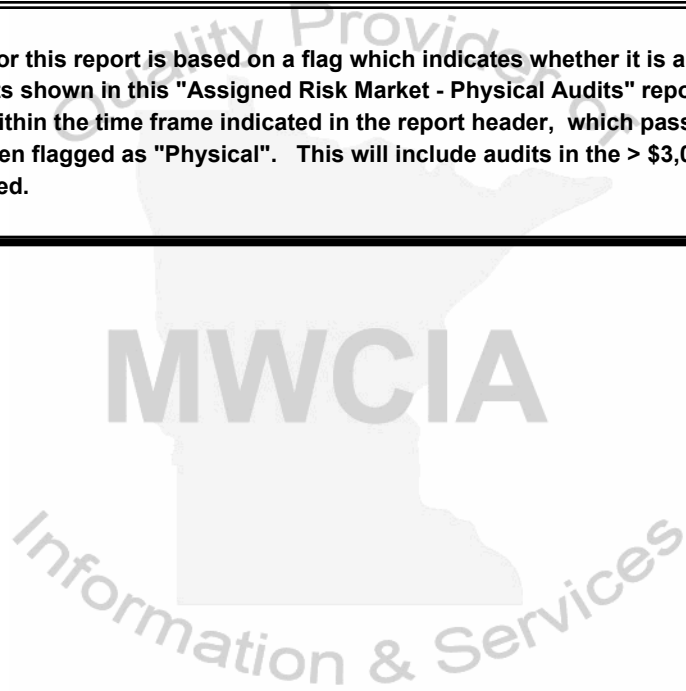 Quality Provider of
or this report is based on a flag which indicates whether it is a
ts shown in this "Assigned Risk Market - Physical Audits" repo
ithin the time frame indicated in the report header, which pass
en flagged as "Physical". This will include audits in the > $3,0
ed.
MWCIA
Information & Services